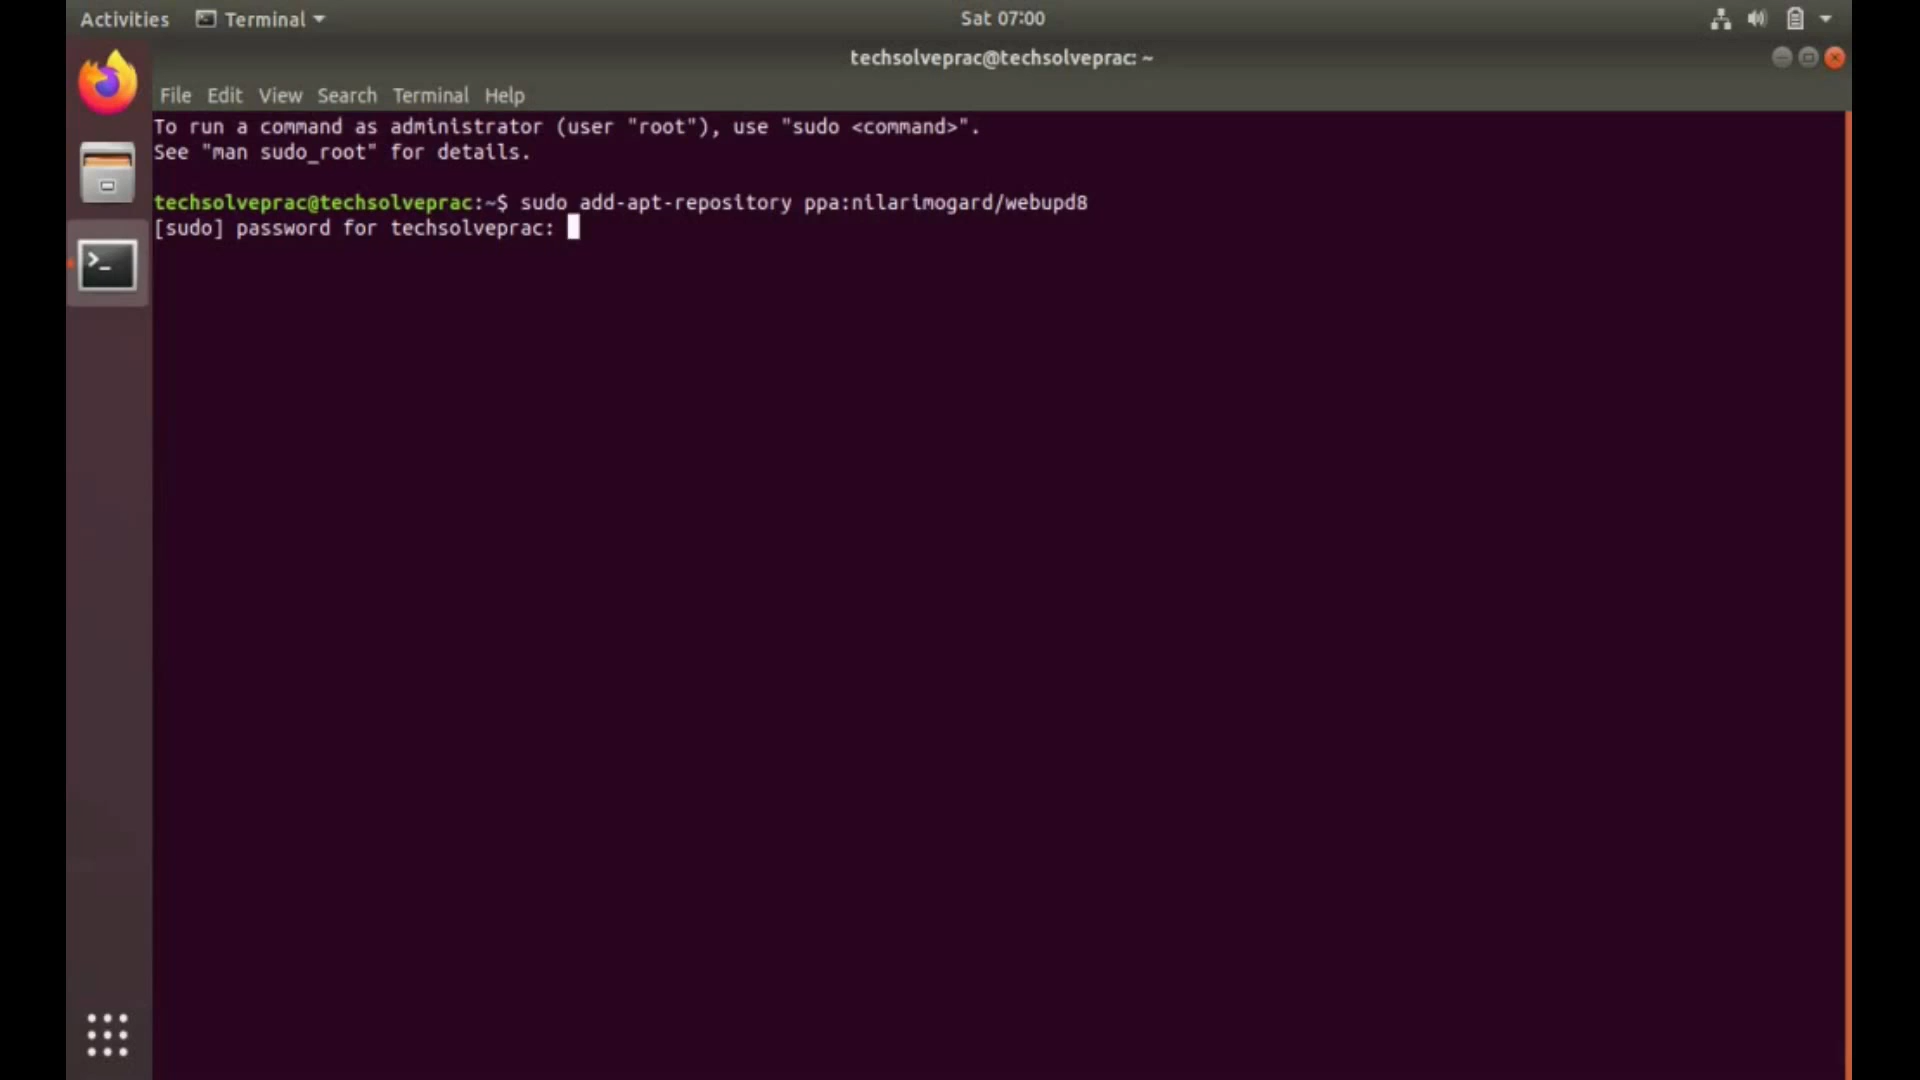 Activities Terminal Sat 07:00
techsolveprac@techsolveprac: ~
File Edit View Search Terminal Help
To run a command as administrator (user "root"), use "sudo <command>".
See "man sudo_root" for details.
techsolveprac@techsolveprac:~$ sudo add-apt-repository ppa:nilarimogard/webupd8
[sudo] password for techsolveprac: